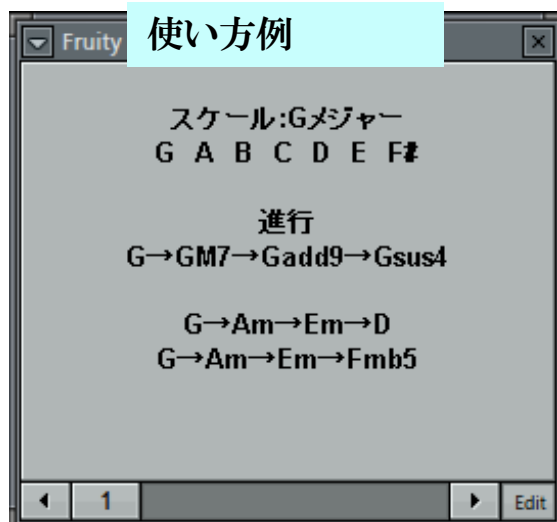 Fruity
使い方例
スケール:Gメジャー
G A B C D E F#
進行
G→GM7→Gadd9→Gsus4
G→Am→Em→D
G→Am→Em→Fmb5
1
Edit